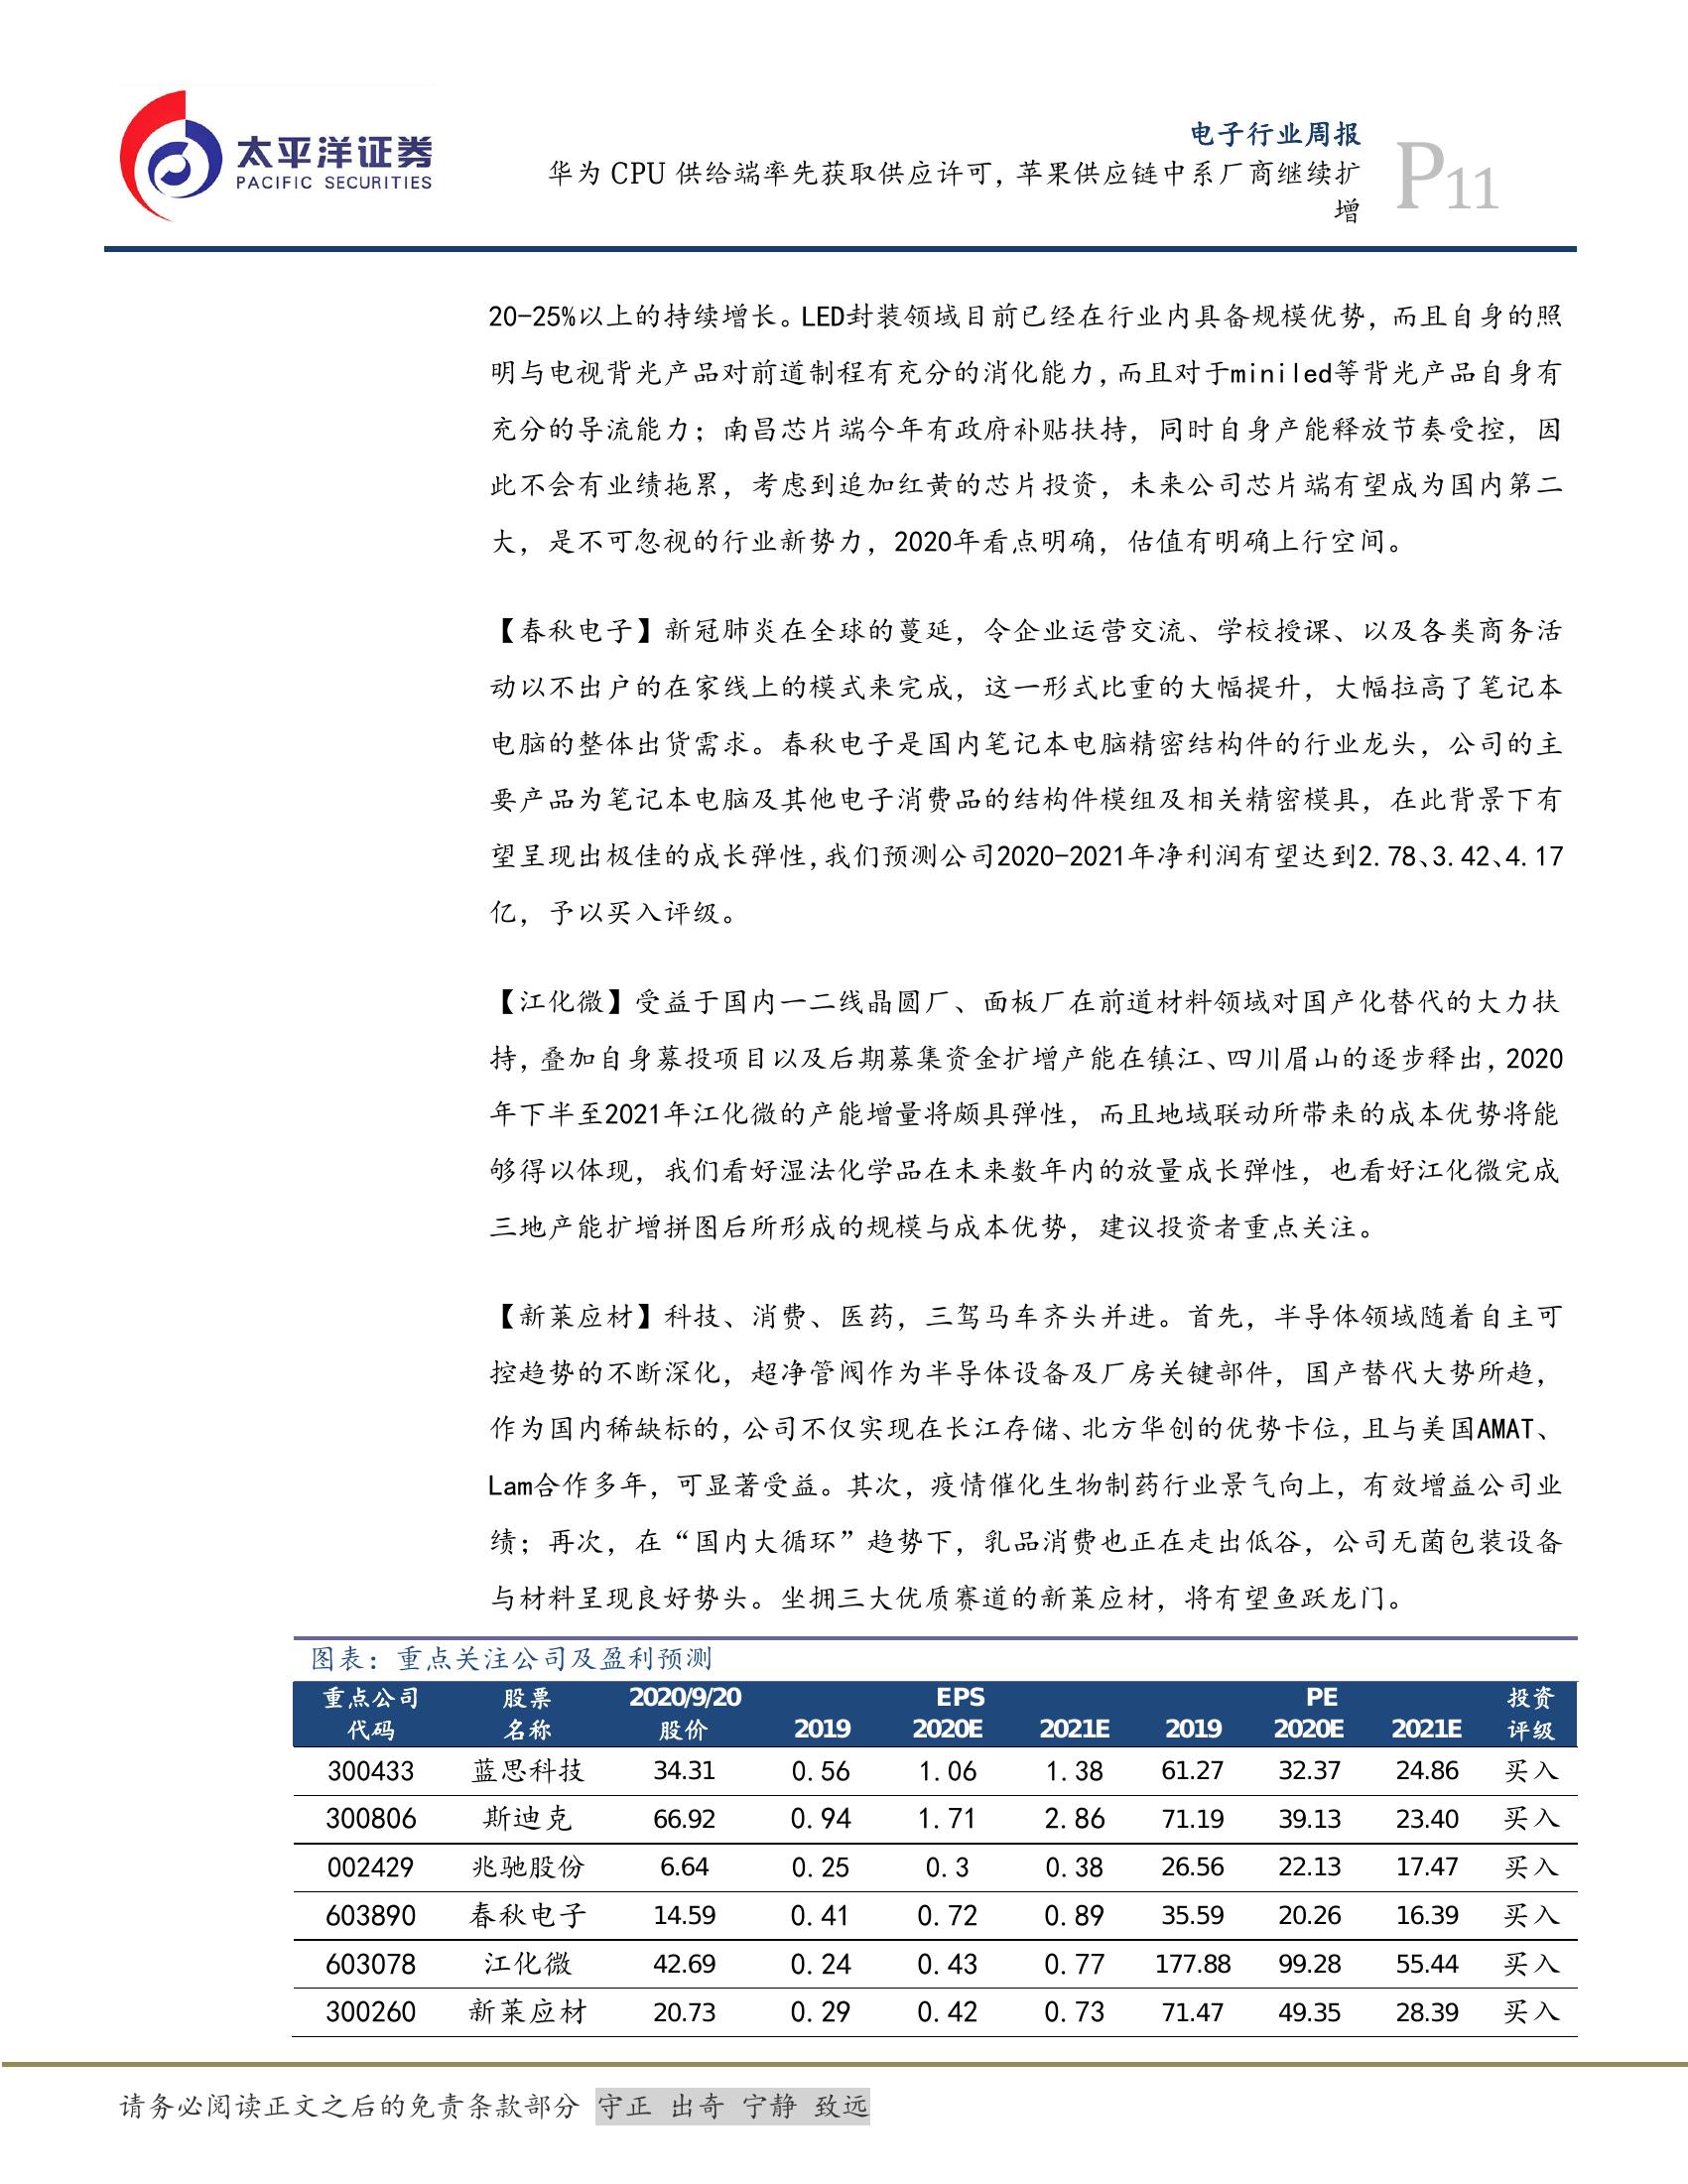 太平洋证券
PACIFIC SECURITIES
电子行业周报
华为 CPU 供给端率先获取供应许可，苹果供应链中系厂商继续扩
增
P11
20-25%以上的持续增长。LED封装领域目前已经在行业内具备规模优势，而且自身的照
明与电视背光产品对前道制程有充分的消化能力，而且对于miniled等背光产品自身有
充分的导流能力；南昌芯片端今年有政府补贴扶持，同时自身产能释放节奏受控，因
此不会有业绩拖累，考虑到追加红黄的芯片投资，未来公司芯片端有望成为国内第二
大，是不可忽视的行业新势力，2020年看点明确，估值有明确上行空间。
【春秋电子】新冠肺炎在全球的蔓延，令企业运营交流、学校授课、以及各类商务活
动以不出户的在家线上的模式来完成，这一形式比重的大幅提升，大幅拉高了笔记本
电脑的整体出货需求。春秋电子是国内笔记本电脑精密结构件的行业龙头，公司的主
要产品为笔记本电脑及其他电子消费品的结构件模组及相关精密模具，在此背景下有
望呈现出极佳的成长弹性，我们预测公司2020-2021年净利润有望达到2.78、3.42、4.17
亿，予以买入评级。
【江化微】受益于国内一二线晶圆厂、面板厂在前道材料领域对国产化替代的大力扶
持，叠加自身募投项目以及后期募集资金扩增产能在镇江、四川眉山的逐步释出，2020
年下半至2021年江化微的产能增量将颇具弹性，而且地域联动所带来的成本优势将能
够得以体现，我们看好湿法化学品在未来数年内的放量成长弹性，也看好江化微完成
三地产能扩增拼图后所形成的规模与成本优势，建议投资者重点关注。
【新莱应材】科技、消费、医药，三驾马车齐头并进。首先，半导体领域随着自主可
控趋势的不断深化，超净管阀作为半导体设备及厂房关键部件，国产替代大势所趋，
作为国内稀缺标的，公司不仅实现在长江存储、北方华创的优势卡位，且与美国AMAT、
Lam合作多年，可显著受益。其次，疫情催化生物制药行业景气向上，有效增益公司业
绩；再次，在“国内大循环”趋势下，乳品消费也正在走出低谷，公司无菌包装设备
与材料呈现良好势头。坐拥三大优质赛道的新莱应材，将有望鱼跃龙门。
图表：重点关注公司及盈利预测
重点公司 股票 2020/9/20 EPS PE 投资
代码 名称 股价 2019 2020E 2021E 2019 2020E 2021E 评级
300433 蓝思科技 34.31 0.56 1.06 1.38 61.27 32.37 24.86 买入
300806 斯迪克 66.92 0.94 1.71 2.86 71.19 39.13 23.40 买入
002429 兆驰股份 6.64 0.25 0.3 0.38 26.56 22.13 17.47 买入
603890 春秋电子 14.59 0.41 0.72 0.89 35.59 20.26 16.39 买入
603078 江化微 42.69 0.24 0.43 0.77 177.88 99.28 55.44 买入
300260 新莱应材 20.73 0.29 0.42 0.73 71.47 49.35 28.39 买入
请务必阅读正文之后的免责条款部分 守正 出奇 宁静 致远